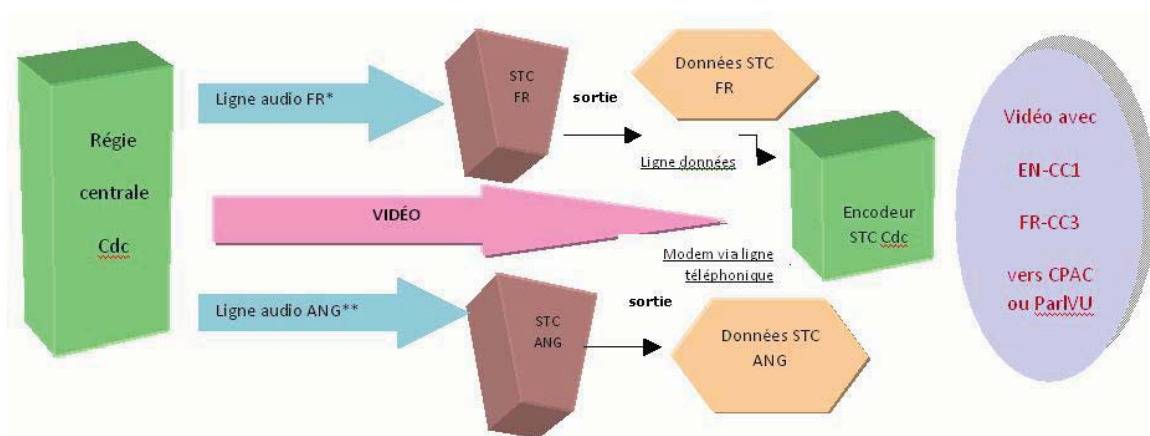 Régie
centrale
Cdc
Ligne audio FR*
STC
FR
sortie
Données STC
FR
Ligne données
VIDÉO
Modem via ligne
téléphonique
Encodeur
STC Cdc
Ligne audio ANG**
STC
ANG
sortie
Données STC
ANG
Vidéo avec
EN-CC1
FR-CC3
vers CPAC
ou ParlVU